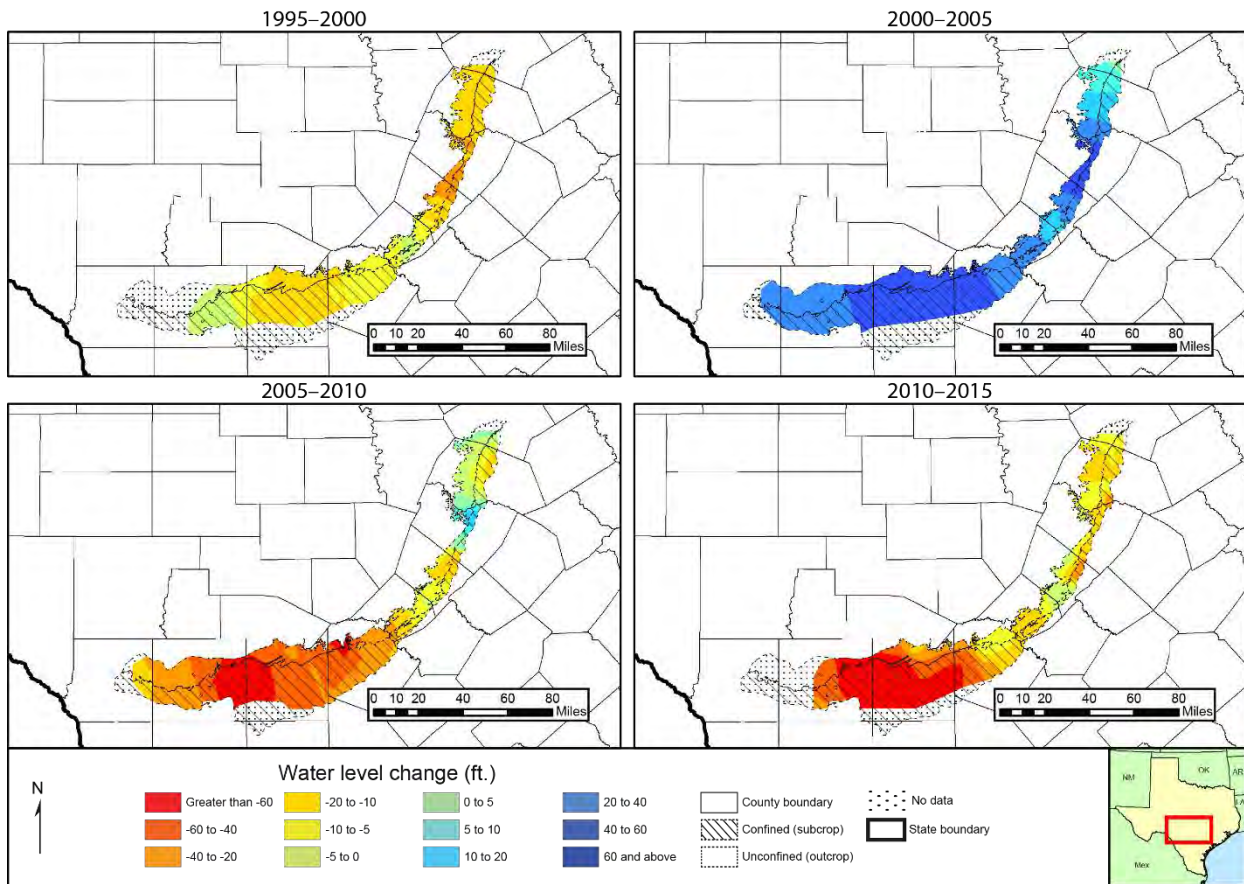 1995–2000
2000–2005
0 10 20 40 60 80
Miles
0 10 20 40 60 80
Miles
2005–2010
2010–2015
0 10 20 40 60 80
Miles
0 10 20 40 60 80
Miles
N
Water level change (ft.)
Greater than -60
-60 to -40
-40 to -20
-20 to -10
-10 to -5
-5 to 0
0 to 5
5 to 10
10 to 20
20 to 40
40 to 60
60 and above
County boundary
Confined (subcrop)
Unconfined (outcrop)
No data
State boundary
NM
OK
AR
LA
Mex